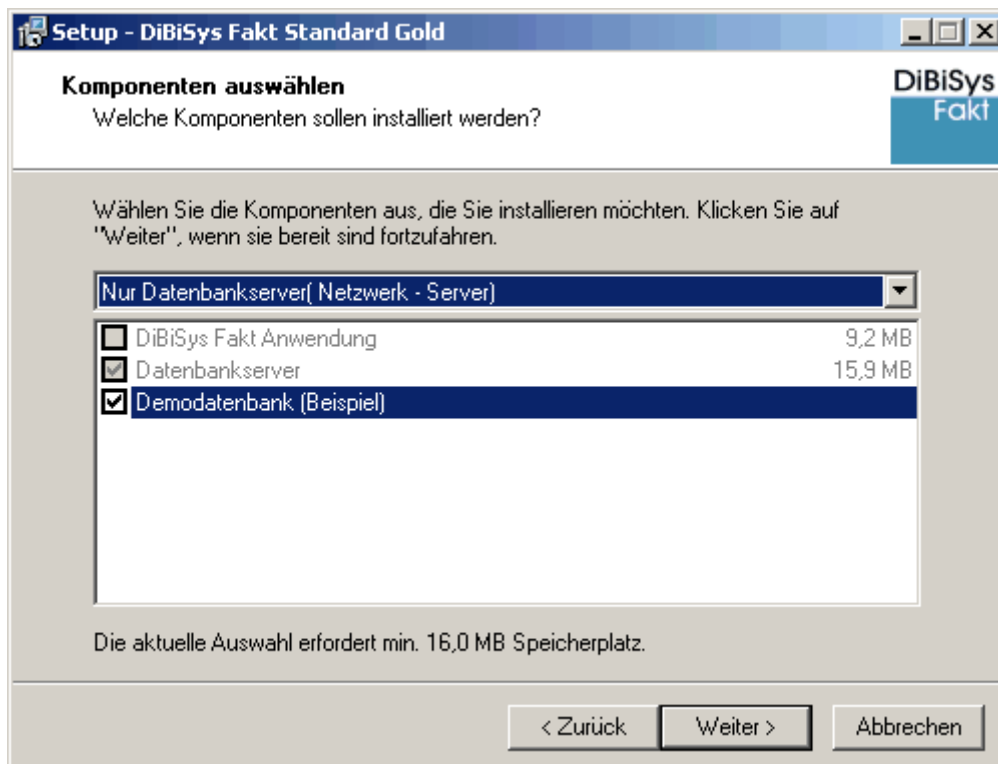 Setup - DiBiSys Fakt Standard Gold
Komponenten auswählen
Welche Komponenten sollen installiert werden?
DiBiSys
Fakt
Wählen Sie die Komponenten aus, die Sie installieren möchten. Klicken Sie auf
"Weiter", wenn sie bereit sind fortzufahren.
Nur Datenbankserver( Netzwerk - Server)
DiBiSys Fakt Anwendung 9,2 MB
Datenbankserver 15,9 MB
Demodatenbank (Beispiel)
Die aktuelle Auswahl erfordert min. 16,0 MB Speicherplatz.
< Zurück Weiter > Abbrechen